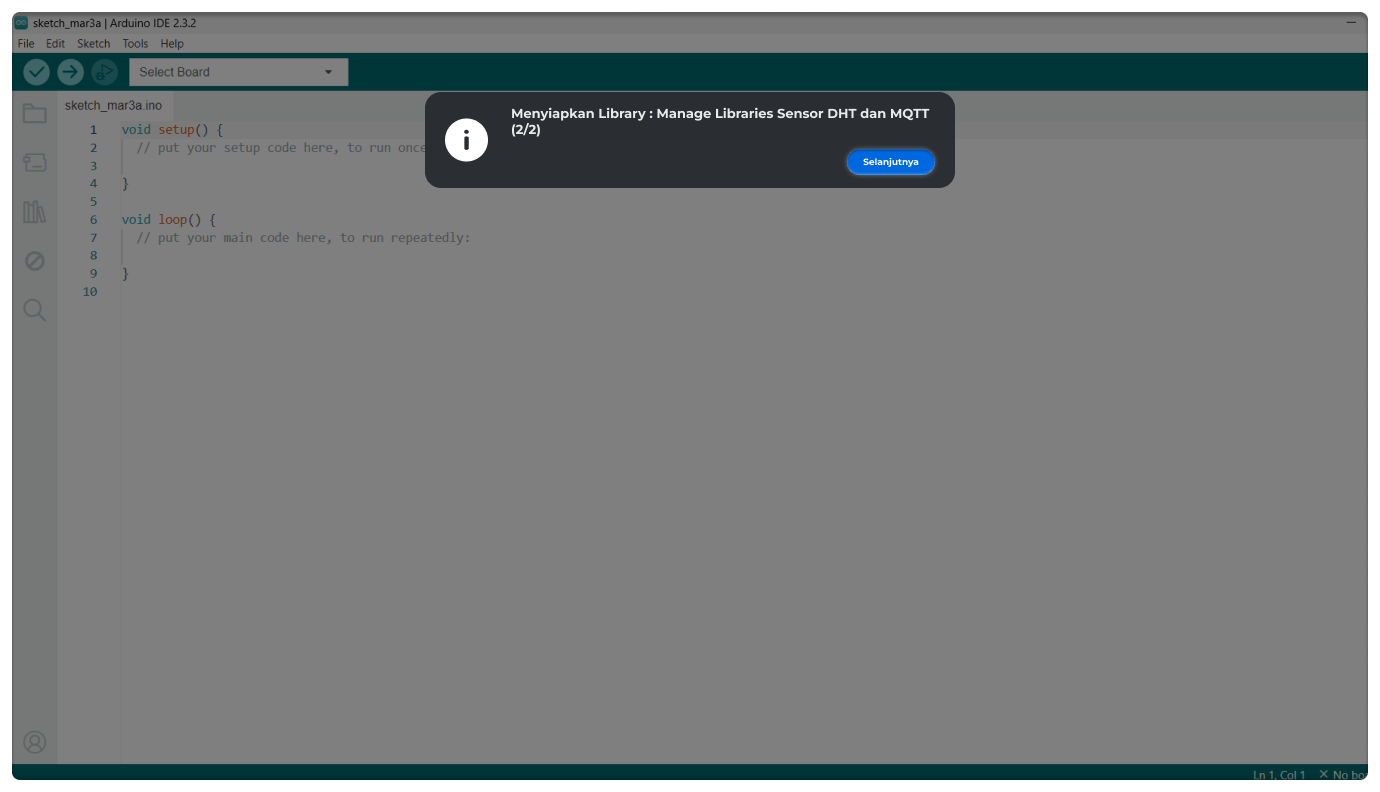 sketch_mar3a | Arduino IDE 2.3.2
File Edit Sketch Tools Help
Select Board
sketch_mar3a.ino
Menyiapkan Library : Manage Libraries Sensor DHT dan MQTT
(2/2)
Selanjutnya
1 void setup() {
2 // put your setup code here, to run once
3
4 }
5
6 void loop() {
7 // put your main code here, to run repeatedly:
8
9 }
10
Ln 1, Col 1 × No